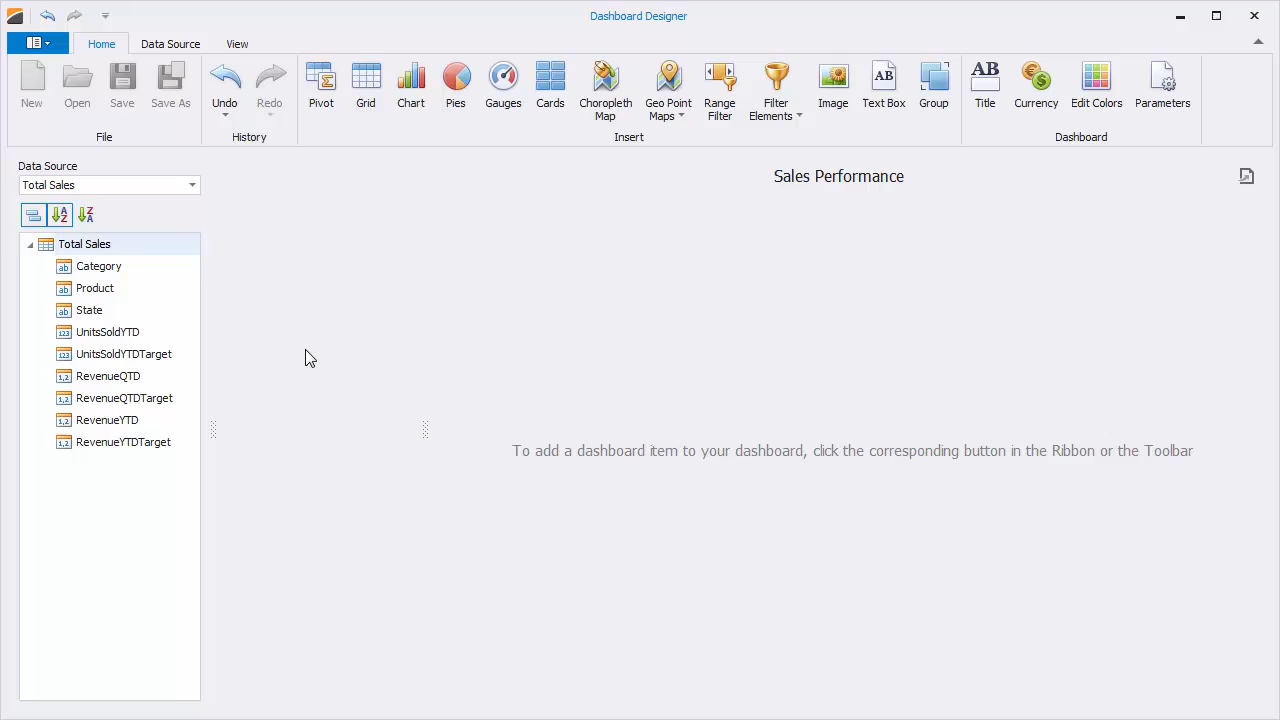 Dashboard Designer
Home Data Source View
New Open Save Save As Undo Redo Pivot Grid Chart Pies Gauges Cards Choropleth Map Geo Point Maps Range Filter Filter Elements Image Text Box Group Title Currency Edit Colors Parameters
File History Insert Dashboard
Data Source
Total Sales
Sales Performance
Total Sales
Category
Product
State
UnitsSoldYTD
UnitsSoldYTDTarget
RevenueQTD
RevenueQTDTarget
RevenueYTD
RevenueYTDTarget
To add a dashboard item to your dashboard, click the corresponding button in the Ribbon or the Toolbar